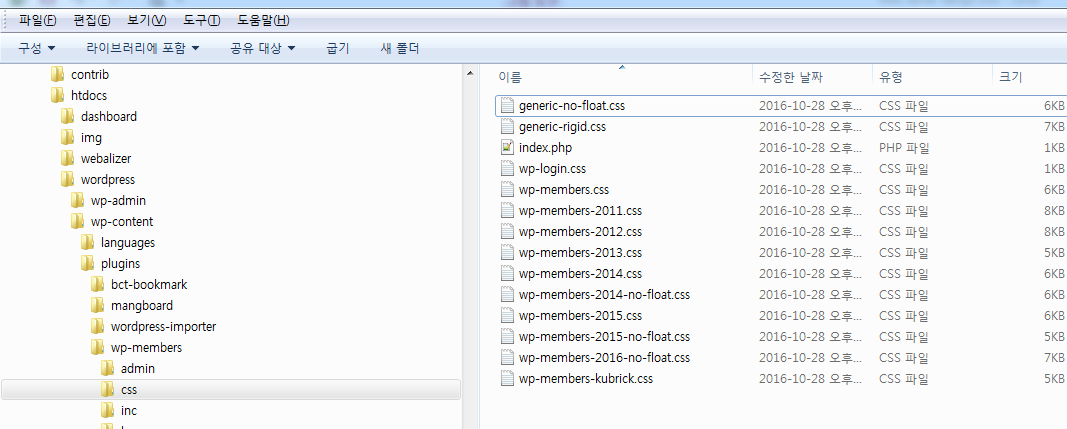 파일(F) 편집(E) 보기(V) 도구(T) 도움말(H)
구성 라이브러리에 포함 공유 대상 굽기 새 폴더
contrib
htdocs
dashboard
img
webalizer
wordpress
wp-admin
wp-content
languages
plugins
bct-bookmark
mangboard
wordpress-importer
wp-members
admin
css
inc
이름 수정한 날짜 유형 크기
generic-no-float.css 2016-10-28 오후... CSS 파일 6KB
generic-rigid.css 2016-10-28 오후... CSS 파일 7KB
index.php 2016-10-28 오후... PHP 파일 1KB
wp-login.css 2016-10-28 오후... CSS 파일 1KB
wp-members.css 2016-10-28 오후... CSS 파일 6KB
wp-members-2011.css 2016-10-28 오후... CSS 파일 8KB
wp-members-2012.css 2016-10-28 오후... CSS 파일 8KB
wp-members-2013.css 2016-10-28 오후... CSS 파일 5KB
wp-members-2014.css 2016-10-28 오후... CSS 파일 6KB
wp-members-2014-no-float.css 2016-10-28 오후... CSS 파일 6KB
wp-members-2015.css 2016-10-28 오후... CSS 파일 6KB
wp-members-2015-no-float.css 2016-10-28 오후... CSS 파일 5KB
wp-members-2016-no-float.css 2016-10-28 오후... CSS 파일 7KB
wp-members-kubrick.css 2016-10-28 오후... CSS 파일 5KB